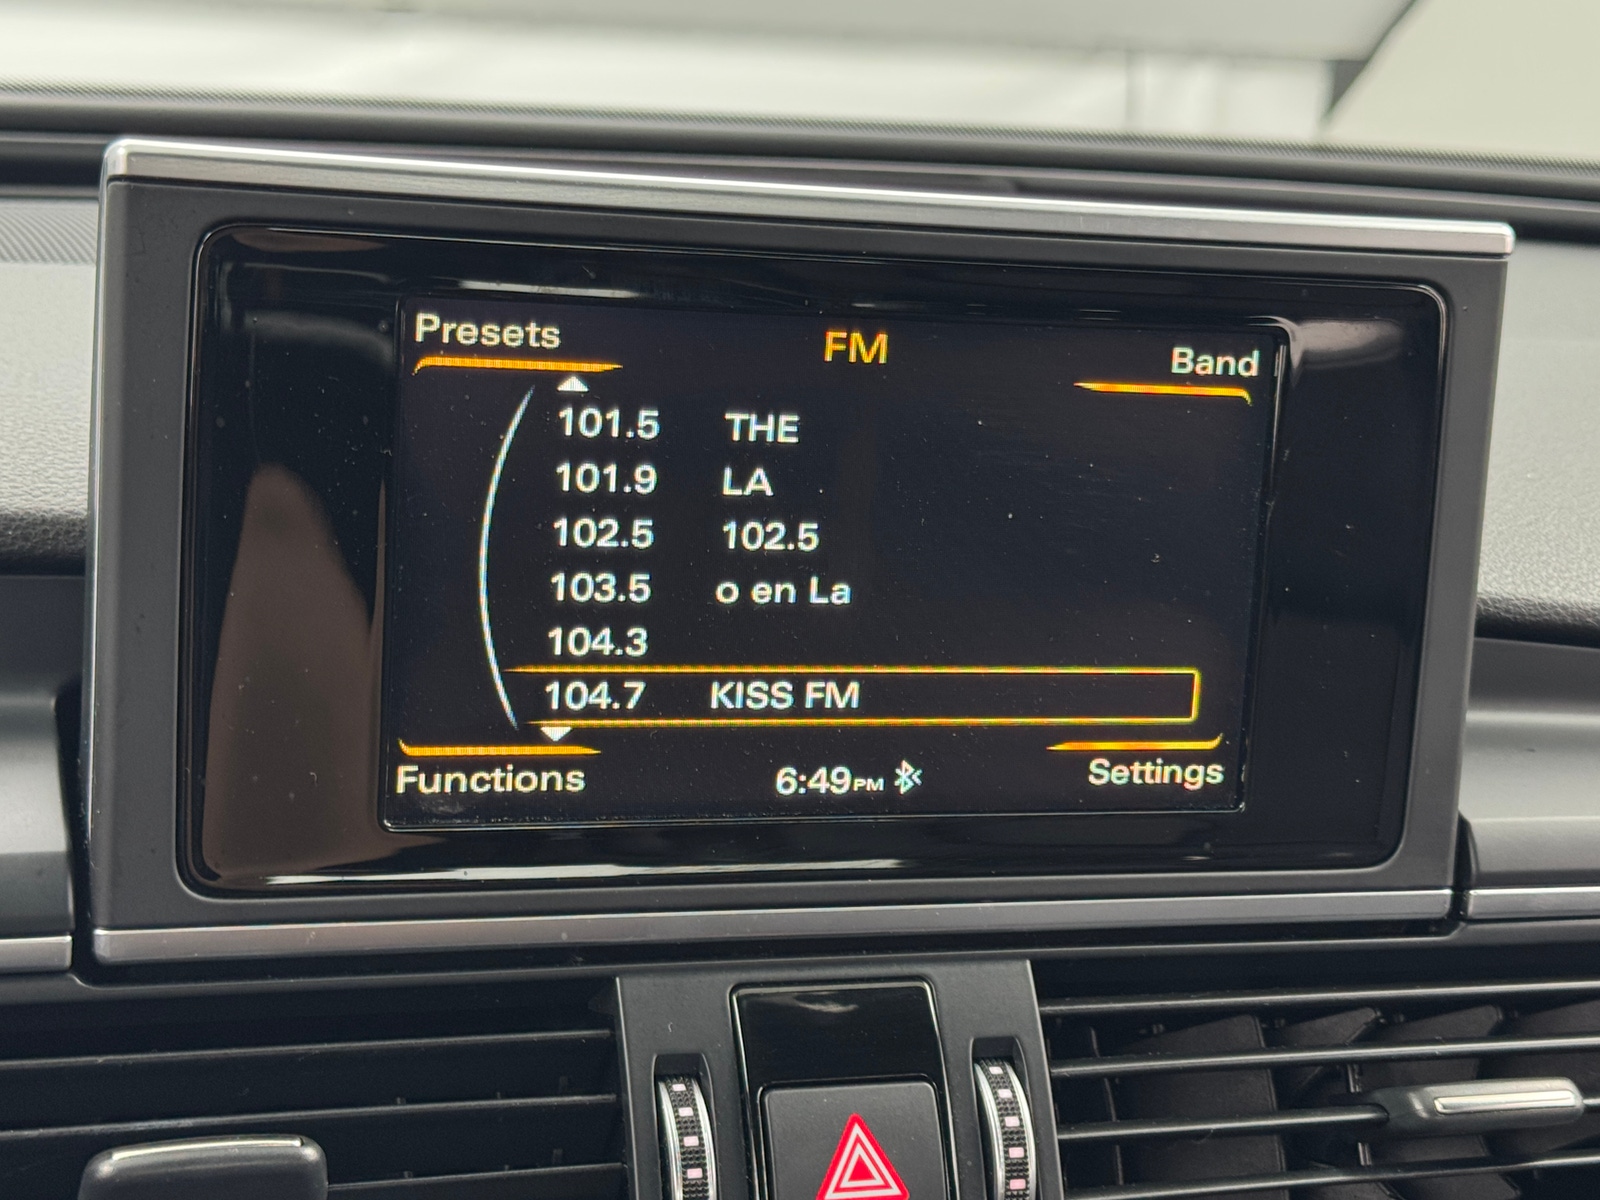 Presets FM Band
101.5 THE
101.9 LA
102.5 102.5
103.5 o en La
104.3
104.7 KISS FM
Functions 6:49PM Settings